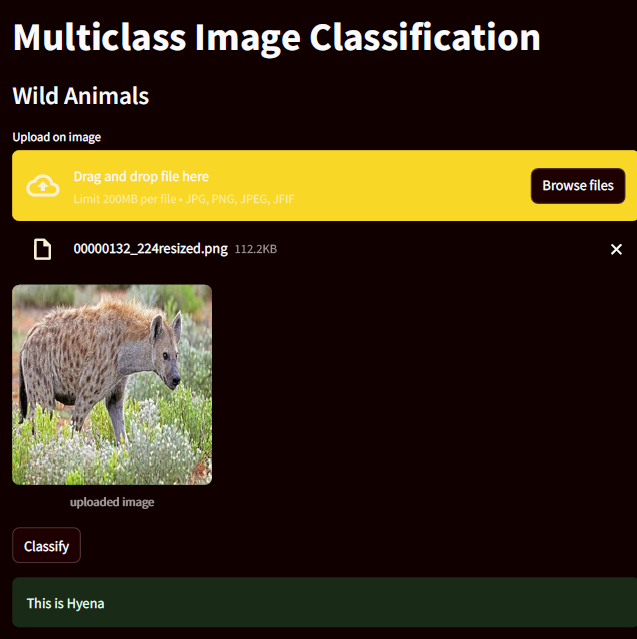 Multiclass Image Classification
Wild Animals
Upload on image
Drag and drop file here
Limit 200MB per file • JPG, PNG, JPEG, JFIF
Browse files
00000132_224resized.png 112.2KB
uploaded image
Classify
This is Hyena